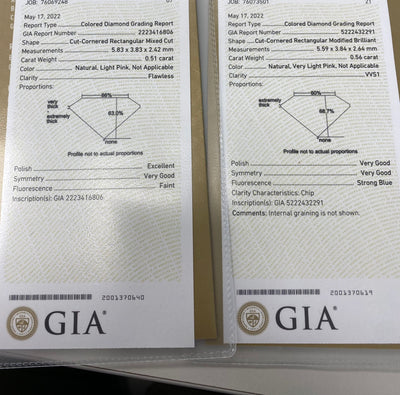 JOB: 76069248
May 17, 2022
Report Type Colored Diamond Grading Report
GIA Report Number 2223416806
Shape Cut-Cornered Rectangular Mixed Cut
Measurements 5.83 x 3.83 x 2.42 mm
Carat Weight 0.51 carat
Color Natural, Light Pink, Not Applicable
Clarity Flawless
Proportions:
66%
very
thick
-
extremely
thick
63.0%
none
Profile not to actual proportions
Polish Excellent
Symmetry Very Good
Fluorescence Faint
Inscription(s): GIA 2223416806
2001370640
GIA
JOB: 76073501
21
May 17, 2022
Report Type Colored Diamond Grading Report
GIA Report Number 5222432291
Shape Cut-Cornered Rectangular Modified Brilliant
Measurements 5.59 x 3.84 x 2.64 mm
Carat Weight 0.56 carat
Color Natural, Very Light Pink, Not Applicable
Clarity VVS1
Proportions:
60%
extremely
thick
68.7%
none
Profile not to actual proportions
Polish Very Good
Symmetry Very Good
Fluorescence Strong Blue
Clarity Characteristics: Chip
Inscription(s): GIA 5222432291
Comments: Internal graining is not shown.
2001370619
GIA